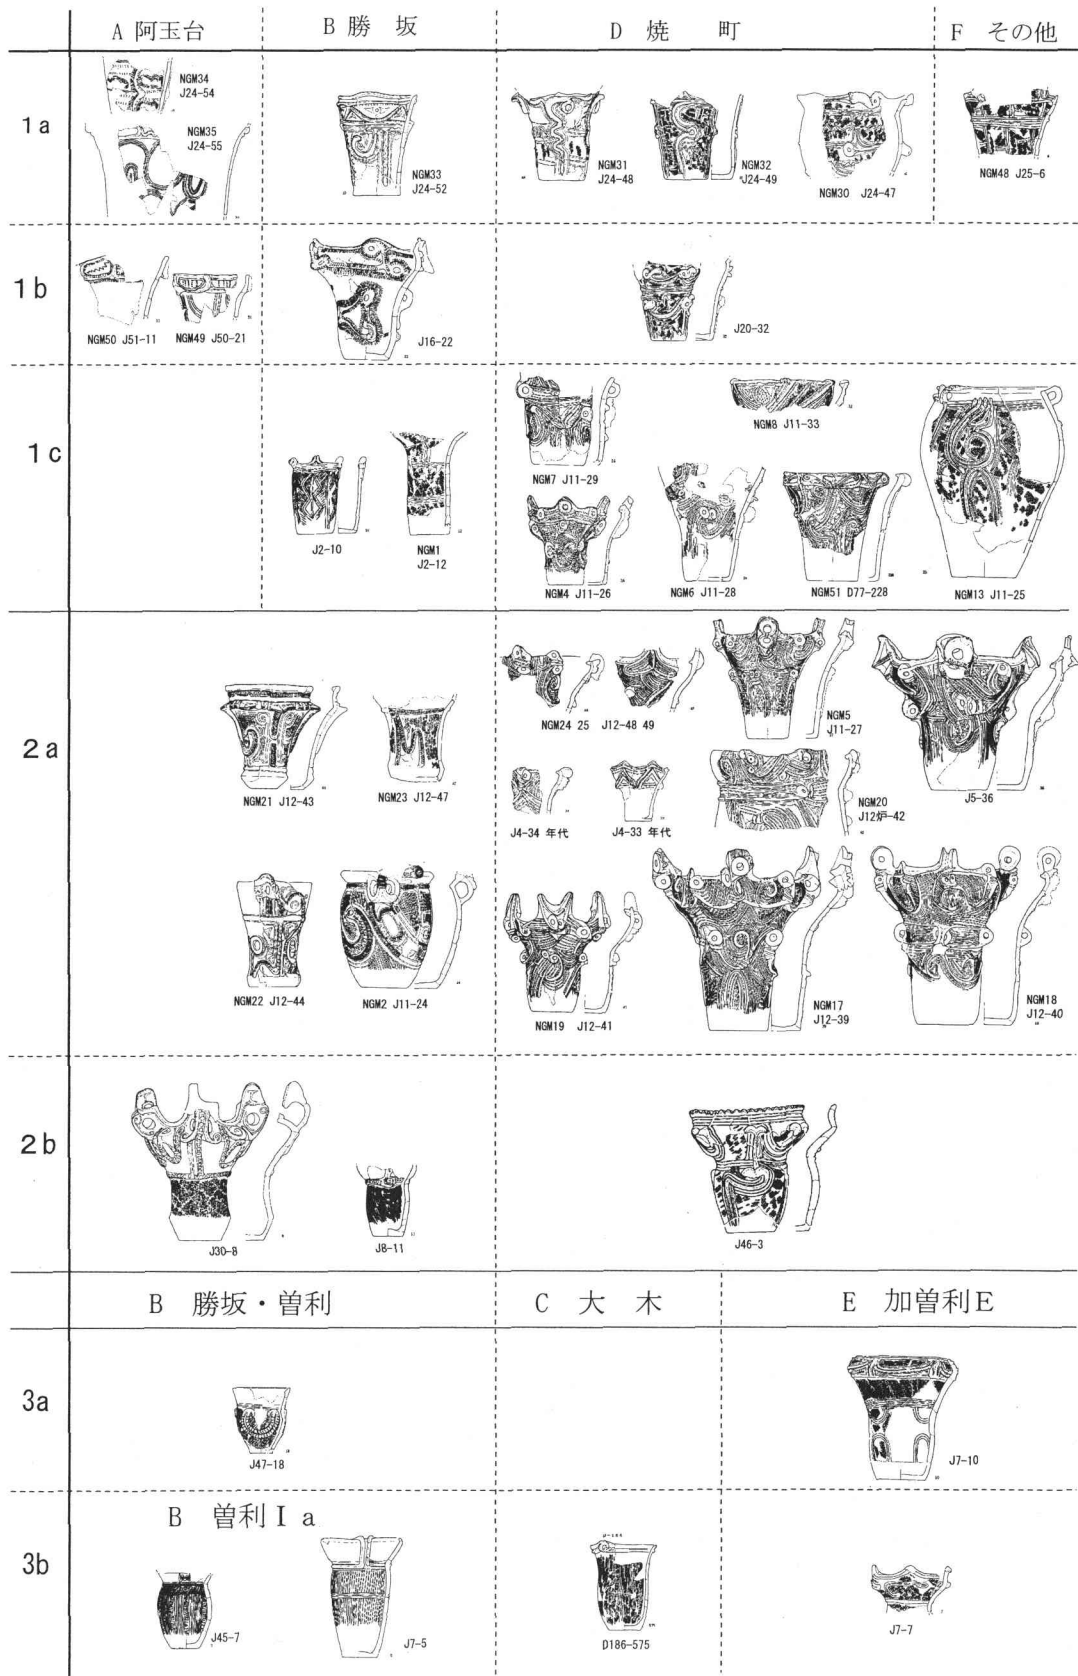 A 阿玉台
B 勝 坂
D 焼 町
F その他
1a
NGM34
J24-54
NGM35
J24-55
NGM33
J24-52
NGM31
J24-48
NGM32
J24-49
NGM30 J24-47
NGM48 J25-6
1b
NGM50 J51-11
NGM49 J50-21
J16-22
J20-32
1c
J2-10
NGM1
J2-12
NGM7 J11-29
NGM8 J11-33
NGM4 J11-26
NGM6 J11-28
NGM51 D77-228
NGM13 J11-25
2a
NGM21 J12-43
NGM23 J12-47
NGM24 25 J12-48 49
NGM5
J11-27
J5-36
J4-34 年代
J4-33 年代
NGM20
J12炉-42
NGM22 J12-44
NGM2 J11-24
NGM19 J12-41
NGM17
J12-39
NGM18
J12-40
2b
J30-8
J8-11
J46-3
B 勝坂・曽利
C 大 木
E 加曽利E
3a
J47-18
J7-10
B 曽利Ⅰa
3b
J45-7
J7-5
D186-575
J7-7